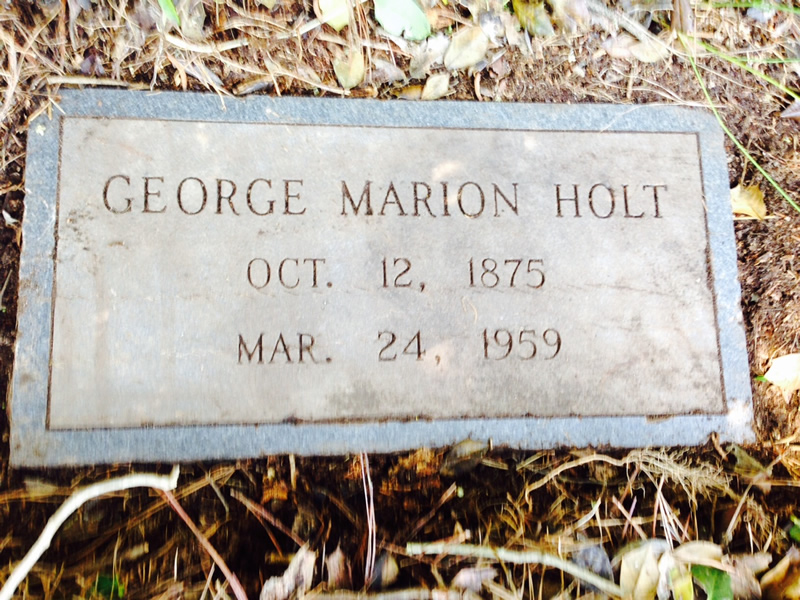 GEORGE MARION HOLT
OCT. 12, 1875
MAR. 24, 1959